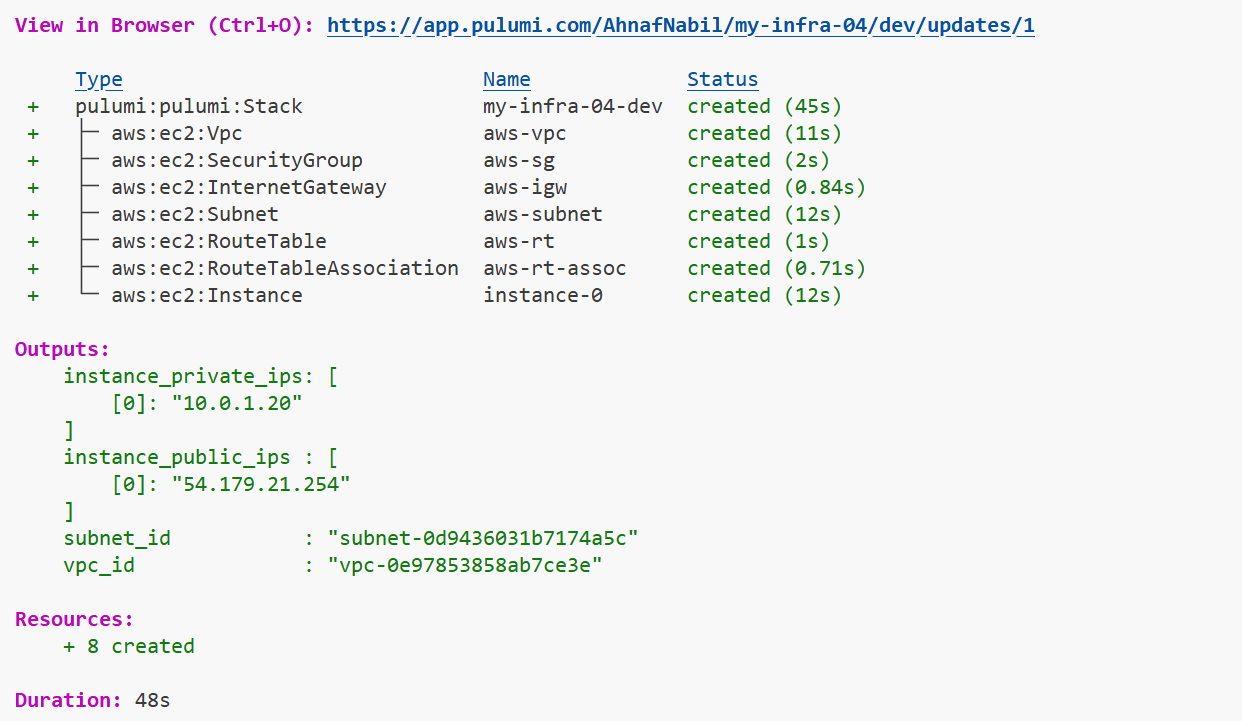 View in Browser (Ctrl+O): https://app.pulumi.com/AhnafNabil/my-infra-04/dev/updates/1
Type Name Status
+ pulumi:pulumi:Stack my-infra-04-dev created (45s)
+ ├─ aws:ec2:Vpc aws-vpc created (11s)
+ ├─ aws:ec2:SecurityGroup aws-sg created (2s)
+ ├─ aws:ec2:InternetGateway aws-igw created (0.84s)
+ ├─ aws:ec2:Subnet aws-subnet created (12s)
+ ├─ aws:ec2:RouteTable aws-rt created (1s)
+ ├─ aws:ec2:RouteTableAssociation aws-rt-assoc created (0.71s)
+ └─ aws:ec2:Instance instance-0 created (12s)
Outputs:
instance_private_ips: [
[0]: "10.0.1.20"
]
instance_public_ips : [
[0]: "54.179.21.254"
]
subnet_id : "subnet-0d9436031b7174a5c"
vpc_id : "vpc-0e97853858ab7ce3e"
Resources:
+ 8 created
Duration: 48s